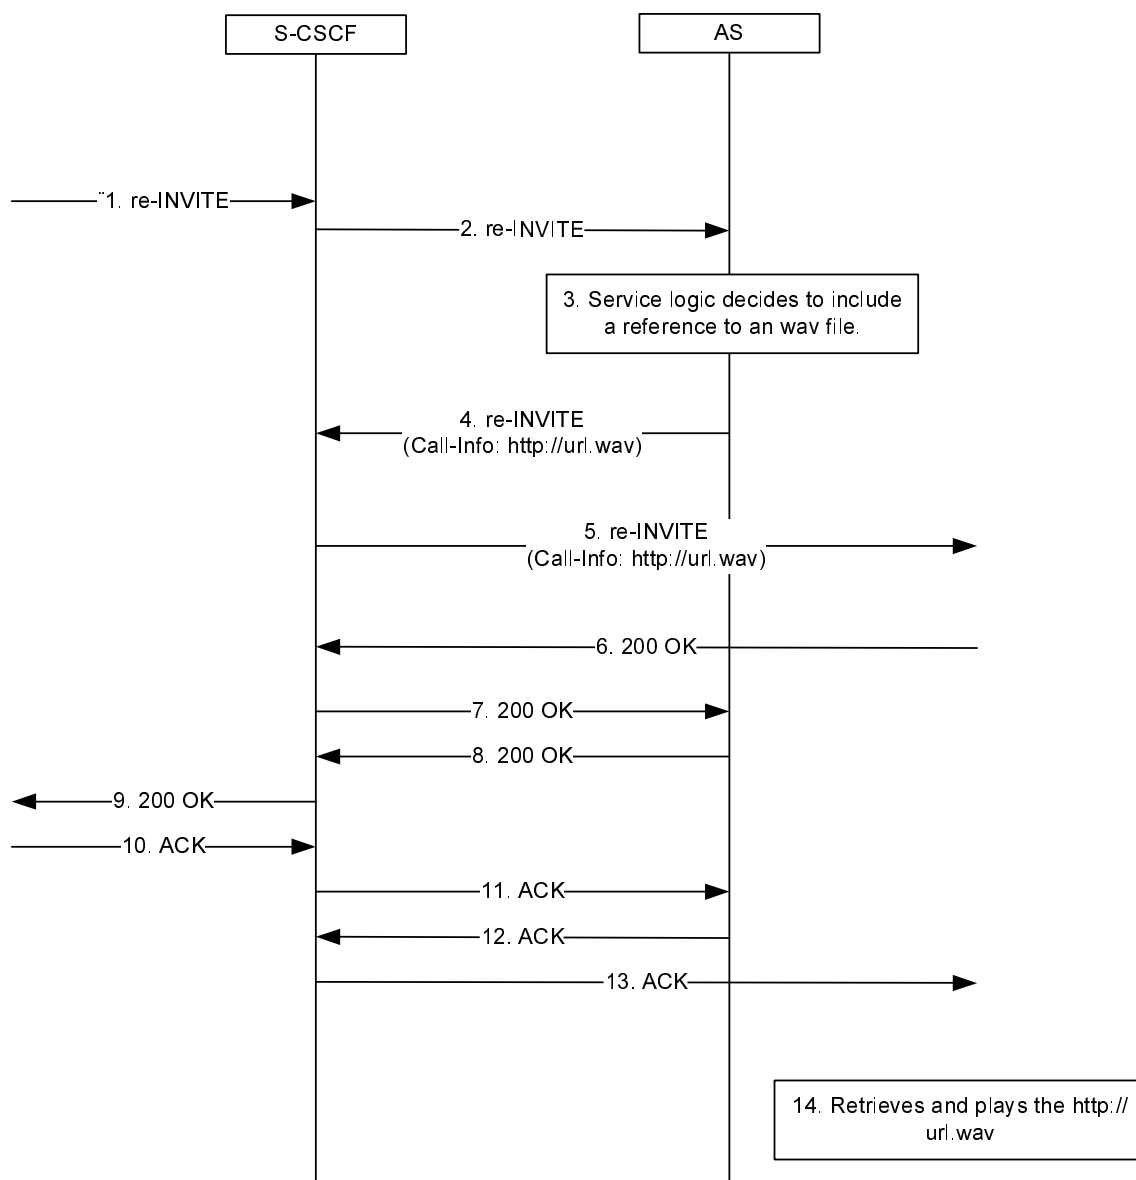 S-CSCF
AS
¨1. re-INVITE
2. re-INVITE
3. Service logic decides to include
a reference to an wav file.
4. re-INVITE
(Call-Info: http://url.wav)
5. re-INVITE
(Call-Info: http://url.wav)
6. 200 OK
7. 200 OK
8. 200 OK
9. 200 OK
10. ACK
11. ACK
12. ACK
13. ACK
14. Retrieves and plays the http://
url.wav